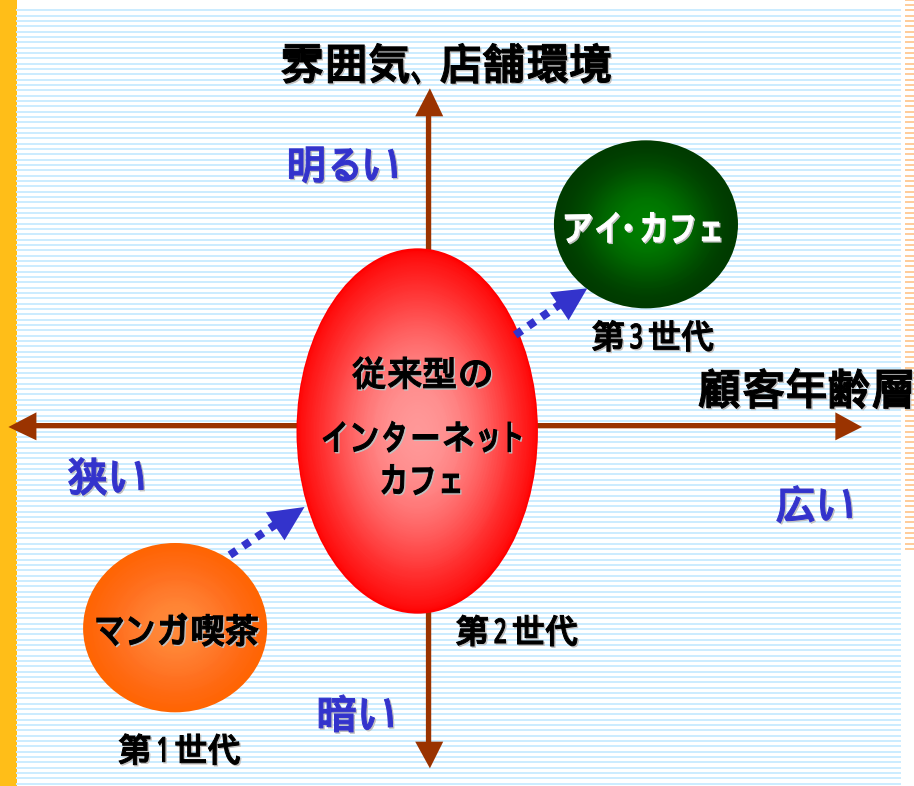 雰囲気、店舗環境
明るい
アイ・カフェ
第3世代
顧客年齢層
従来型の
インターネット
カフェ
狭い
広い
マンガ喫茶
第2世代
暗い
第1世代